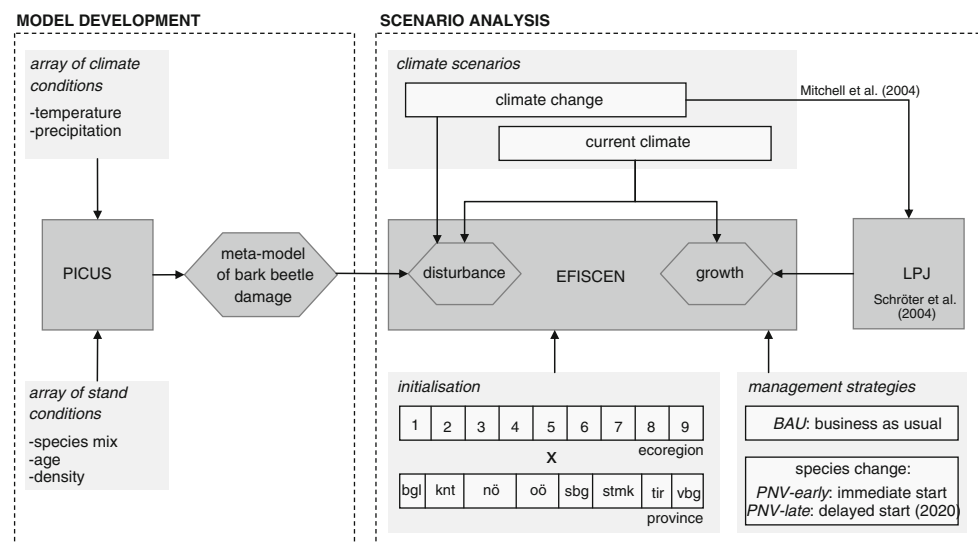 MODEL DEVELOPMENT
array of climate
conditions
-temperature
-precipitation
PICUS
meta-model
of bark beetle
damage
array of stand
conditions
-species mix
-age
-density
SCENARIO ANALYSIS
climate scenarios
climate change
Mitchell et al. (2004)
current climate
disturbance
EFISCEN
growth
LPJ
Schröter et al.
(2004)
initialisation
1 2 3 4 5 6 7 8 9
ecoregion
X
bgl knt nö oö sbg stmk tir vbg
province
management strategies
BAU: business as usual
species change:
PNV-early: immediate start
PNV-late: delayed start (2020)